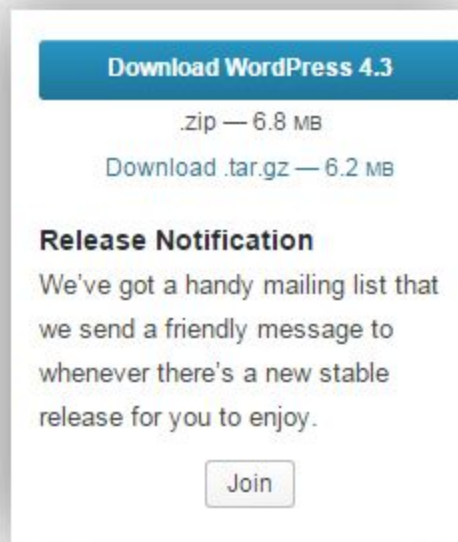 Download WordPress 4.3
.zip — 6.8 MB
Download .tar.gz — 6.2 MB
Release Notification
We've got a handy mailing list that
we send a friendly message to
whenever there's a new stable
release for you to enjoy.
Join